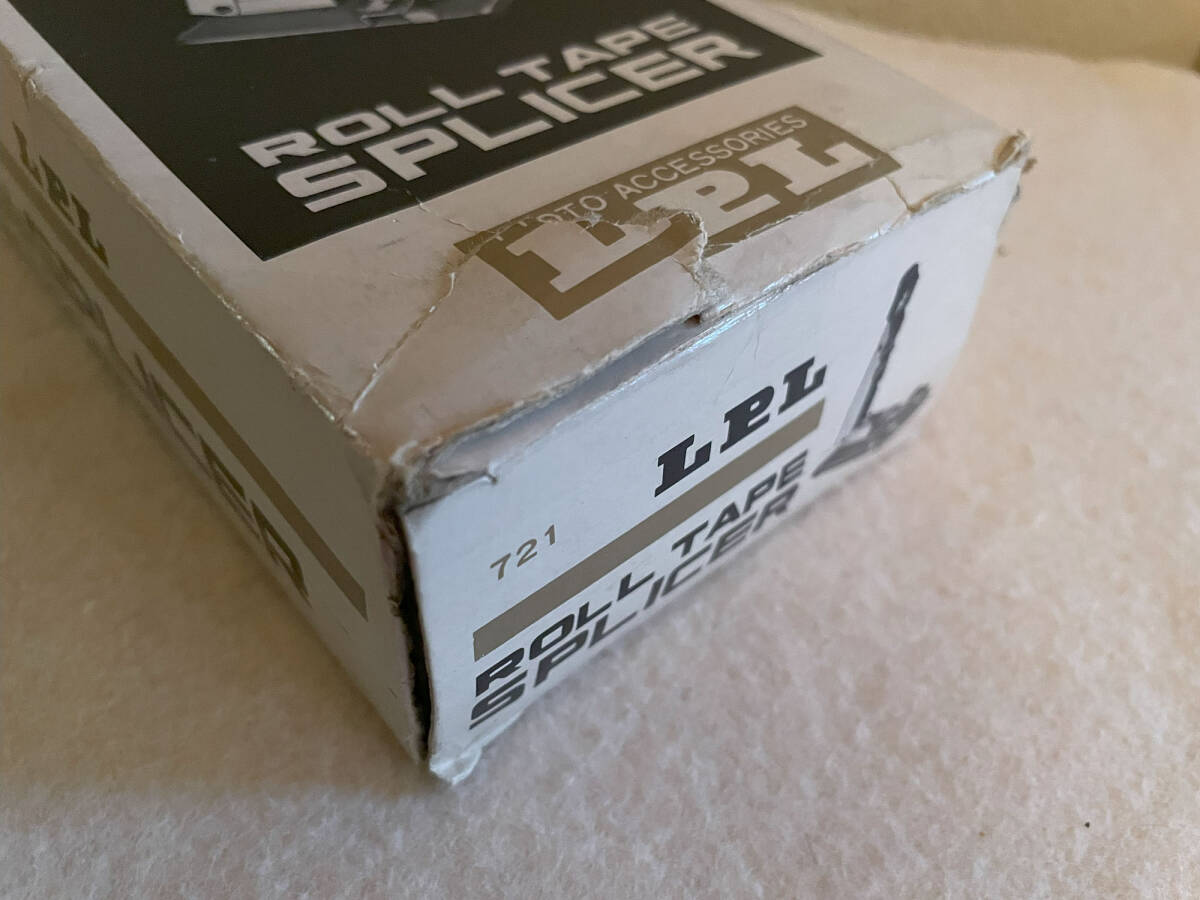 ROLL TAPE
SPLICER
PHOTO ACCESSORIES
LPL
LPL
LPL
721
ROLL TAPE
SPLICER